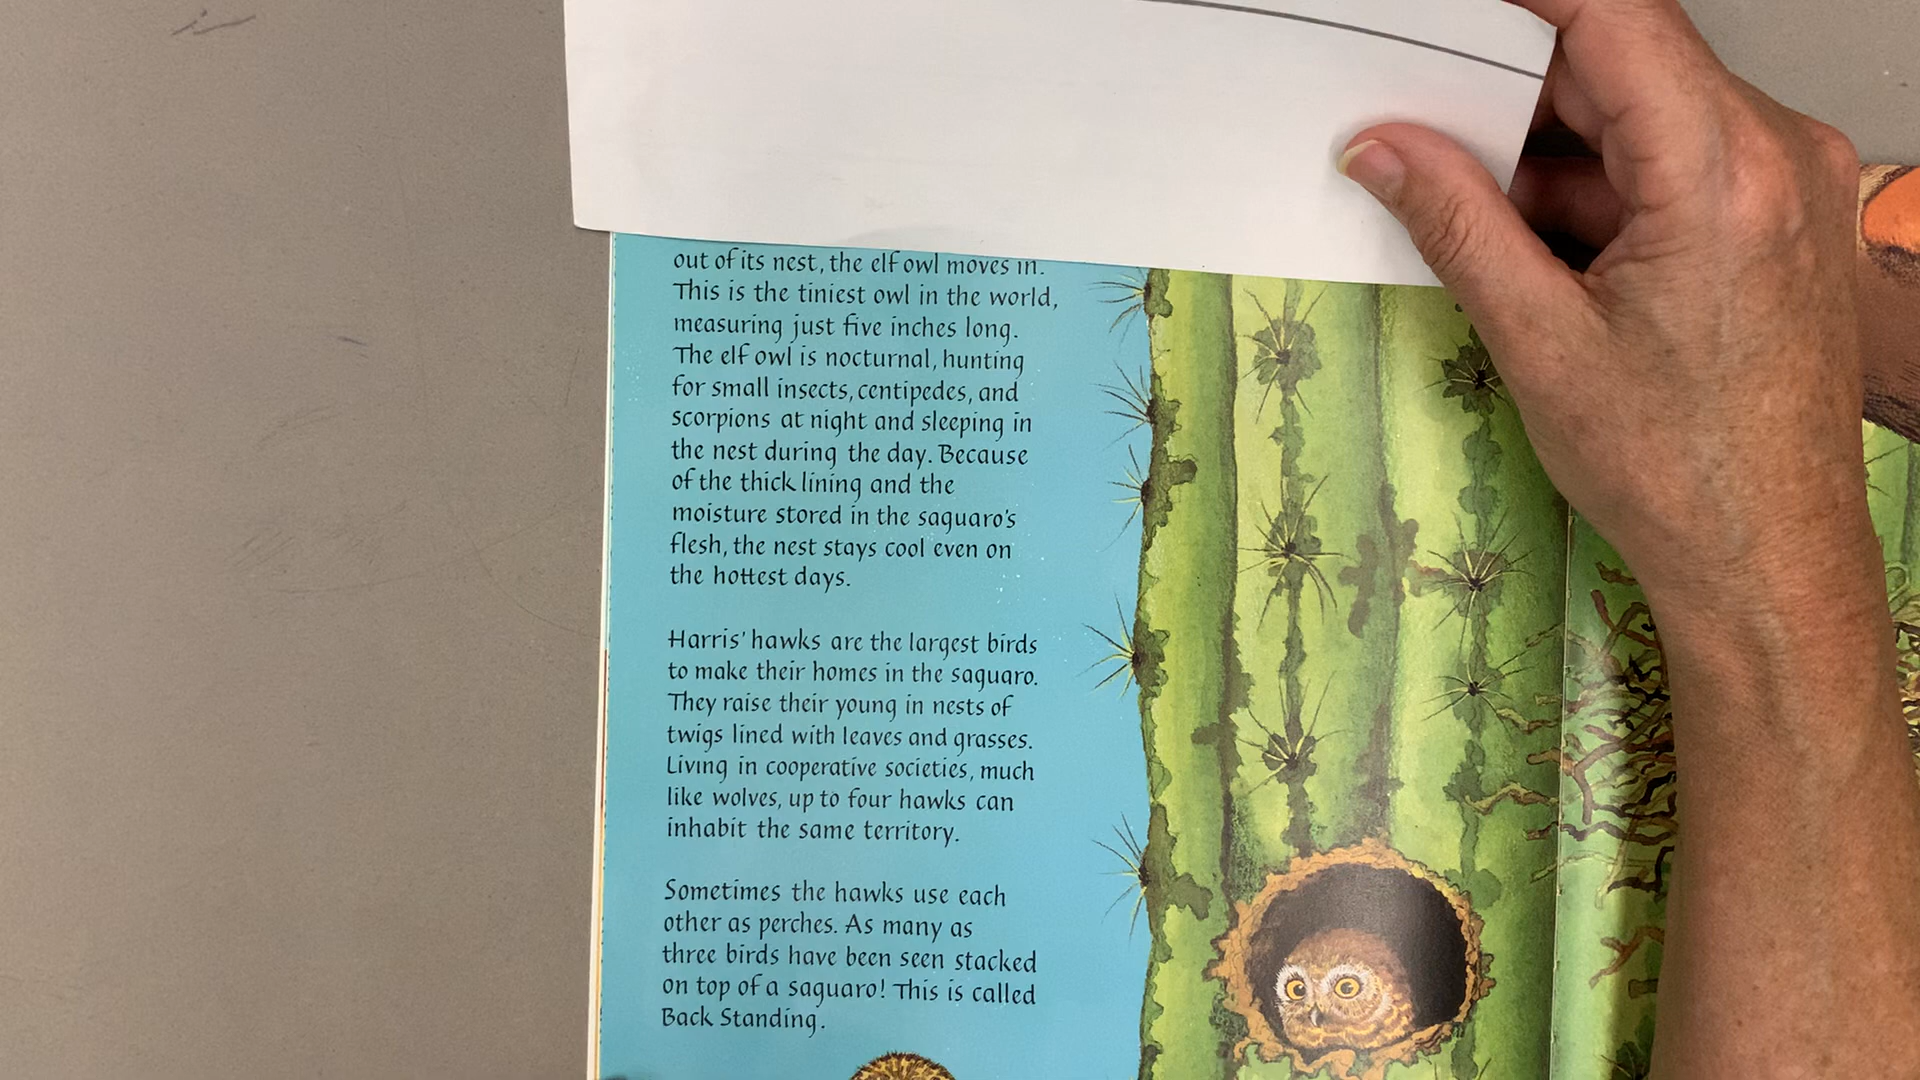 out of its nest, the elf owl moves in.
This is the tiniest owl in the world,
measuring just five inches long.
The elf owl is nocturnal, hunting
for small insects, centipedes, and
scorpions at night and sleeping in
the nest during the day. Because
of the thick lining and the
moisture stored in the saguaro's
flesh, the nest stays cool even on
the hottest days.
Harris' hawks are the largest birds
to make their homes in the saguaro.
They raise their young in nests of
twigs lined with leaves and grasses.
Living in cooperative societies, much
like wolves, up to four hawks can
inhabit the same territory.
Sometimes the hawks use each
other as perches. As many as
three birds have been seen stacked
on top of a saguaro! This is called
Back Standing.